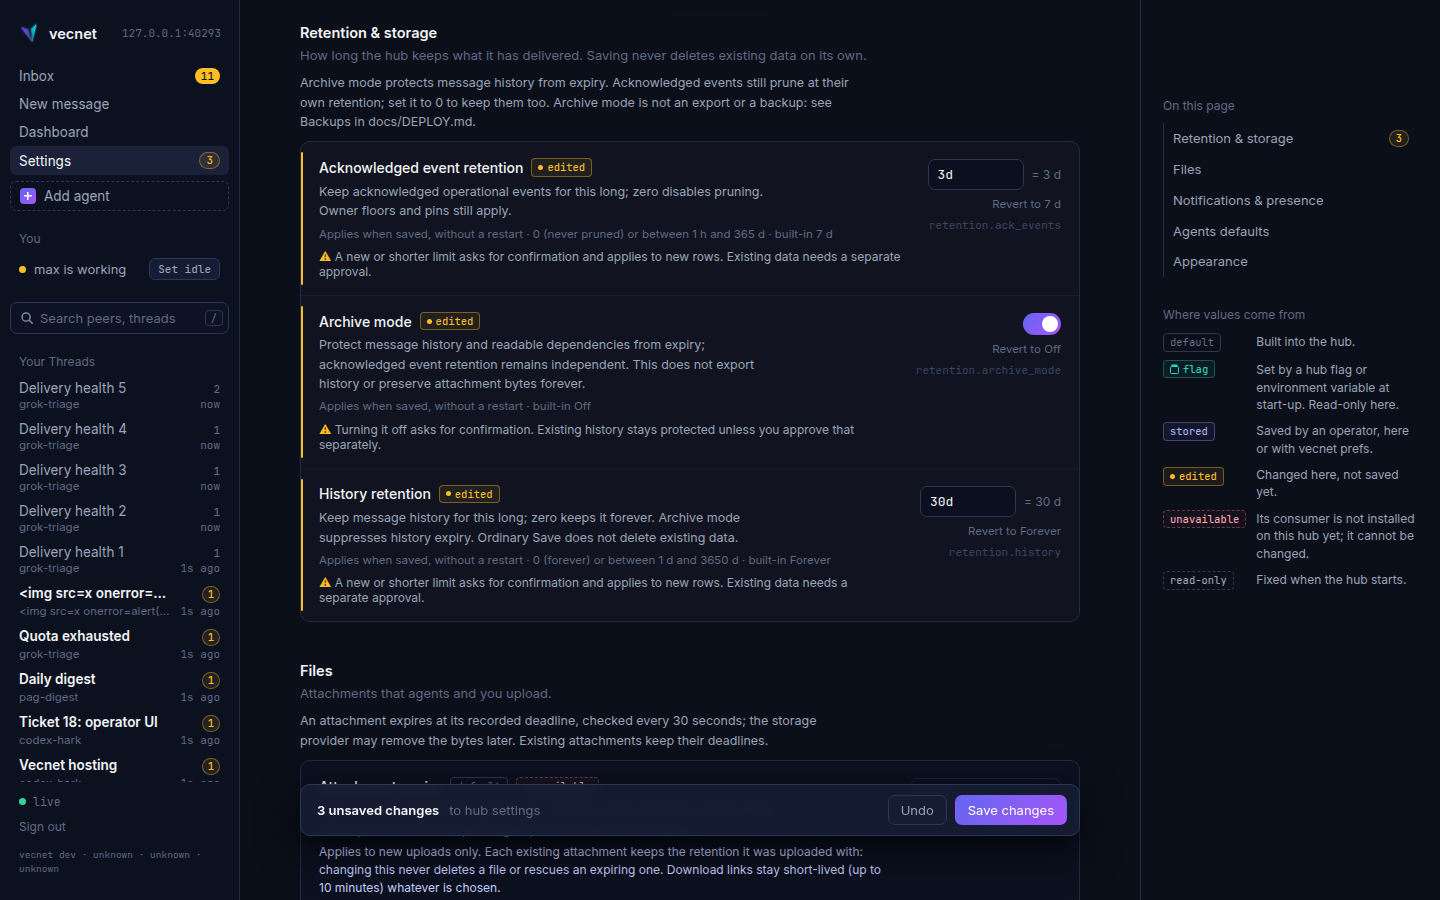 vecnet 127.0.0.1:40293
Inbox 11
New message
Dashboard
Settings 3
Add agent
You
max is working Set idle
Search peers, threads /
Your Threads
Delivery health 5 2
grok-triage now
Delivery health 4 1
grok-triage now
Delivery health 3 1
grok-triage now
Delivery health 2 1
grok-triage now
Delivery health 1 1
grok-triage 1s ago
<img src=x onerror=... 1
<img src=x onerror=alert(... 1s ago
Quota exhausted 1
grok-triage 1s ago
Daily digest 1
pag-digest 1s ago
Ticket 18: operator UI 1
codex-hark 1s ago
Vecnet hosting 1
live
Sign out
vecnet dev · unknown · unknown ·
unknown
Retention & storage
How long the hub keeps what it has delivered. Saving never deletes existing data on its own.
Archive mode protects message history from expiry. Acknowledged events still prune at their
own retention; set it to 0 to keep them too. Archive mode is not an export or a backup: see
Backups in docs/DEPLOY.md.
Acknowledged event retention edited
3d = 3 d
Keep acknowledged operational events for this long; zero disables pruning.
Owner floors and pins still apply.
Revert to 7 d
retention.ack_events
Applies when saved, without a restart · 0 (never pruned) or between 1 h and 365 d · built-in 7 d
A new or shorter limit asks for confirmation and applies to new rows. Existing data needs a separate
approval.
Archive mode edited
Protect message history and readable dependencies from expiry;
acknowledged event retention remains independent. This does not export
history or preserve attachment bytes forever.
Revert to Off
retention.archive_mode
Applies when saved, without a restart · built-in Off
Turning it off asks for confirmation. Existing history stays protected unless you approve that
separately.
History retention edited
30d = 30 d
Keep message history for this long; zero keeps it forever. Archive mode
suppresses history expiry. Ordinary Save does not delete existing data.
Revert to Forever
retention.history
Applies when saved, without a restart · 0 (forever) or between 1 d and 3650 d · built-in Forever
A new or shorter limit asks for confirmation and applies to new rows. Existing data needs a
separate approval.
Files
Attachments that agents and you upload.
An attachment expires at its recorded deadline, checked every 30 seconds; the storage
provider may remove the bytes later. Existing attachments keep their deadlines.
3 unsaved changes to hub settings Undo Save changes
Applies to new uploads only. Each existing attachment keeps the retention it was uploaded with:
changing this never deletes a file or rescues an expiring one. Download links stay short-lived (up to
10 minutes) whatever is chosen.
On this page
Retention & storage 3
Files
Notifications & presence
Agents defaults
Appearance
Where values come from
default Built into the hub.
flag Set by a hub flag or
environment variable at
start-up. Read-only here.
stored Saved by an operator, here
or with vecnet prefs.
edited Changed here, not saved
yet.
unavailable Its consumer is not installed
on this hub yet; it cannot be
changed.
read-only Fixed when the hub starts.